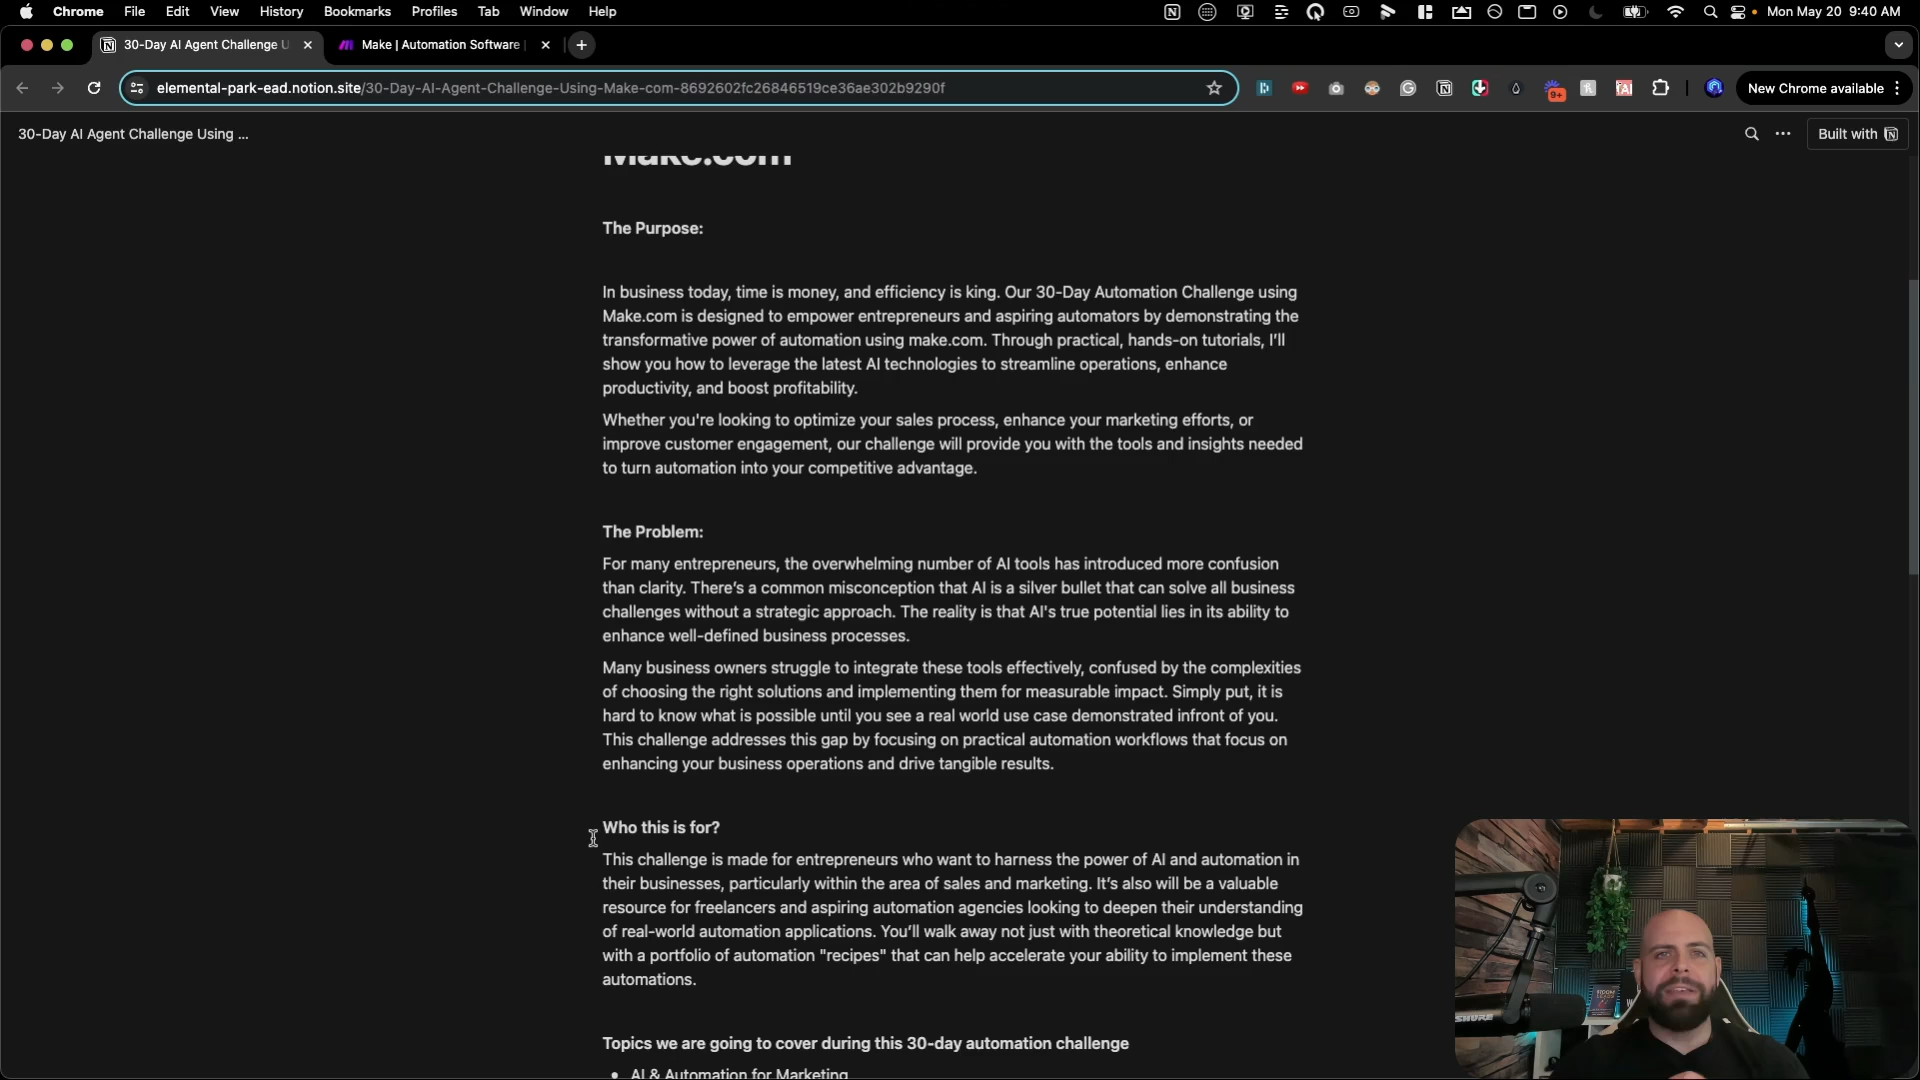 Chrome File Edit View History Bookmarks Profiles Tab Window Help Mon May 20 9:40 AM
30-Day AI Agent Challenge U Make | Automation Software
elemental-park-ead.notion.site/30-Day-AI-Agent-Challenge-Using-Make-com-8692602fc26846519ce36ae302b9290f 9+ New Chrome available
30-Day AI Agent Challenge Using ... Built with
Make.com
The Purpose:
In business today, time is money, and efficiency is king. Our 30-Day Automation Challenge using
Make.com is designed to empower entrepreneurs and aspiring automators by demonstrating the
transformative power of automation using make.com. Through practical, hands-on tutorials, I’ll
show you how to leverage the latest AI technologies to streamline operations, enhance
productivity, and boost profitability.
Whether you're looking to optimize your sales process, enhance your marketing efforts, or
improve customer engagement, our challenge will provide you with the tools and insights needed
to turn automation into your competitive advantage.
The Problem:
For many entrepreneurs, the overwhelming number of AI tools has introduced more confusion
than clarity. There’s a common misconception that AI is a silver bullet that can solve all business
challenges without a strategic approach. The reality is that AI's true potential lies in its ability to
enhance well-defined business processes.
Many business owners struggle to integrate these tools effectively, confused by the complexities
of choosing the right solutions and implementing them for measurable impact. Simply put, it is
hard to know what is possible until you see a real world use case demonstrated infront of you.
This challenge addresses this gap by focusing on practical automation workflows that focus on
enhancing your business operations and drive tangible results.
Who this is for?
This challenge is made for entrepreneurs who want to harness the power of AI and automation in
their businesses, particularly within the area of sales and marketing. It’s also will be a valuable
resource for freelancers and aspiring automation agencies looking to deepen their understanding
of real-world automation applications. You’ll walk away not just with theoretical knowledge but
with a portfolio of automation "recipes" that can help accelerate your ability to implement these
automations.
Topics we are going to cover during this 30-day automation challenge
• AI & Automation for Marketing
SHURE